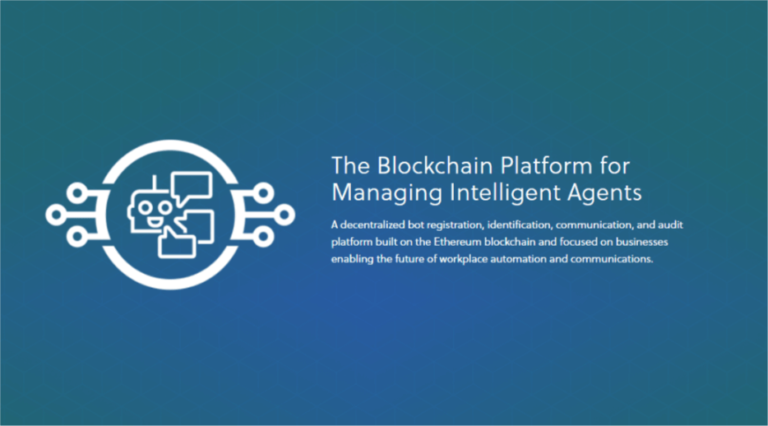 The Blockchain Platform for
Managing Intelligent Agents
A decentralized bot registration, identification, communication, and audit
platform built on the Ethereum blockchain and focused on businesses
enabling the future of workplace automation and communications.